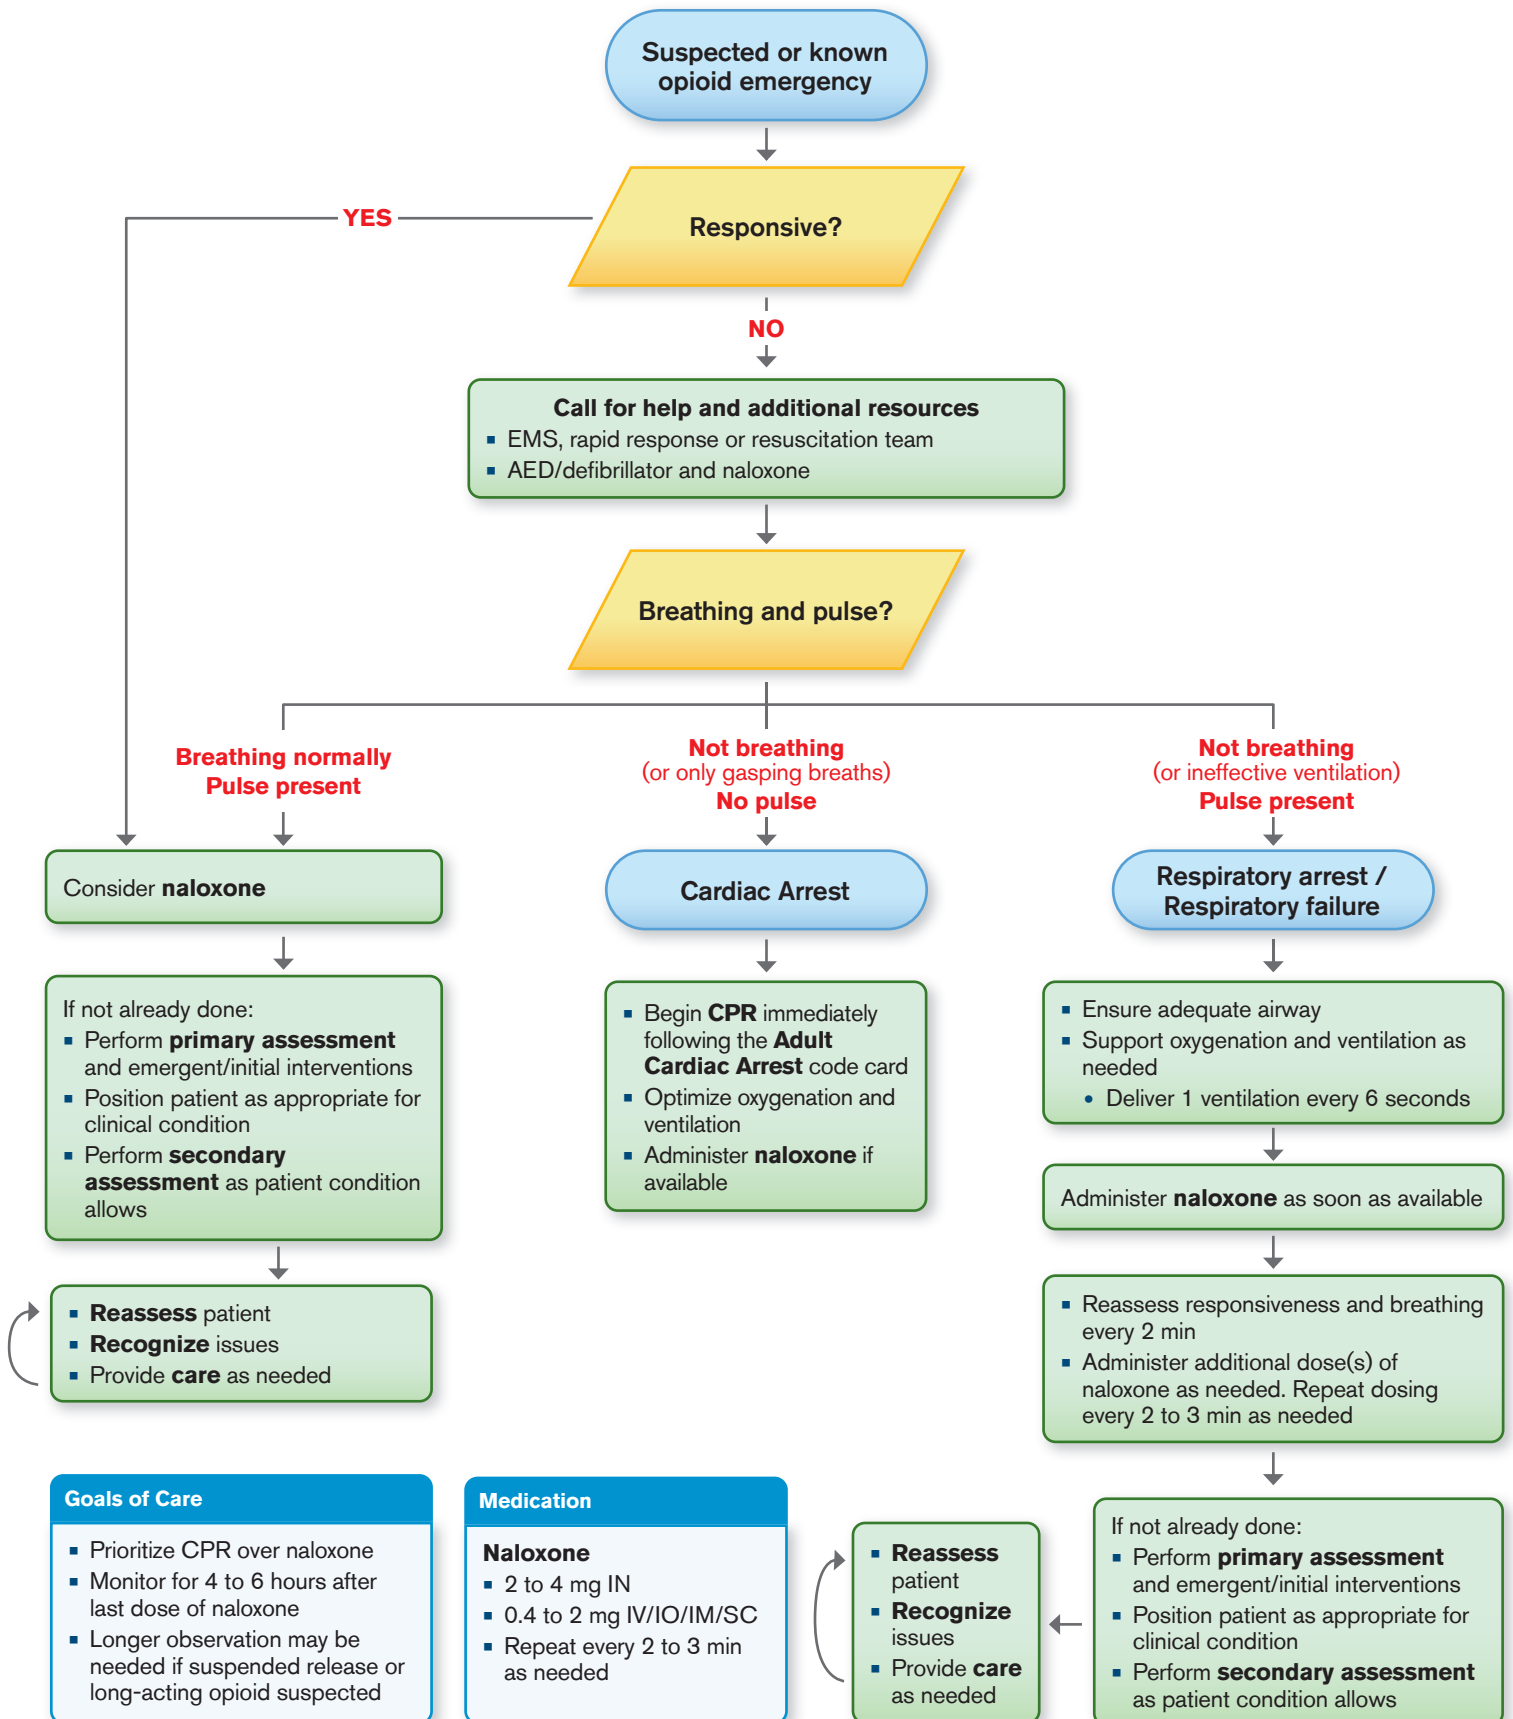 Suspected or known
opioid emergency
Responsive?
YES
NO
Call for help and additional resources
▪ EMS, rapid response or resuscitation team
▪ AED/defibrillator and naloxone
Breathing and pulse?
Breathing normally
Pulse present
Not breathing
(or only gasping breaths)
No pulse
Not breathing
(or ineffective ventilation)
Pulse present
Consider naloxone
If not already done:
▪ Perform primary assessment
and emergent/initial interventions
▪ Position patient as appropriate for
clinical condition
▪ Perform secondary
assessment as patient condition
allows
▪ Reassess patient
▪ Recognize issues
▪ Provide care as needed
Cardiac Arrest
▪ Begin CPR immediately
following the Adult
Cardiac Arrest code card
▪ Optimize oxygenation and
ventilation
▪ Administer naloxone if
available
Respiratory arrest /
Respiratory failure
▪ Ensure adequate airway
▪ Support oxygenation and ventilation as
needed
• Deliver 1 ventilation every 6 seconds
Administer naloxone as soon as available
▪ Reassess responsiveness and breathing
every 2 min
▪ Administer additional dose(s) of
naloxone as needed. Repeat dosing
every 2 to 3 min as needed
If not already done:
▪ Perform primary assessment
and emergent/initial interventions
▪ Position patient as appropriate for
clinical condition
▪ Perform secondary assessment
as patient condition allows
▪ Reassess
patient
▪ Recognize
issues
▪ Provide care
as needed
Goals of Care
▪ Prioritize CPR over naloxone
▪ Monitor for 4 to 6 hours after
last dose of naloxone
▪ Longer observation may be
needed if suspended release or
long-acting opioid suspected
Medication
Naloxone
▪ 2 to 4 mg IN
▪ 0.4 to 2 mg IV/IO/IM/SC
▪ Repeat every 2 to 3 min
as needed